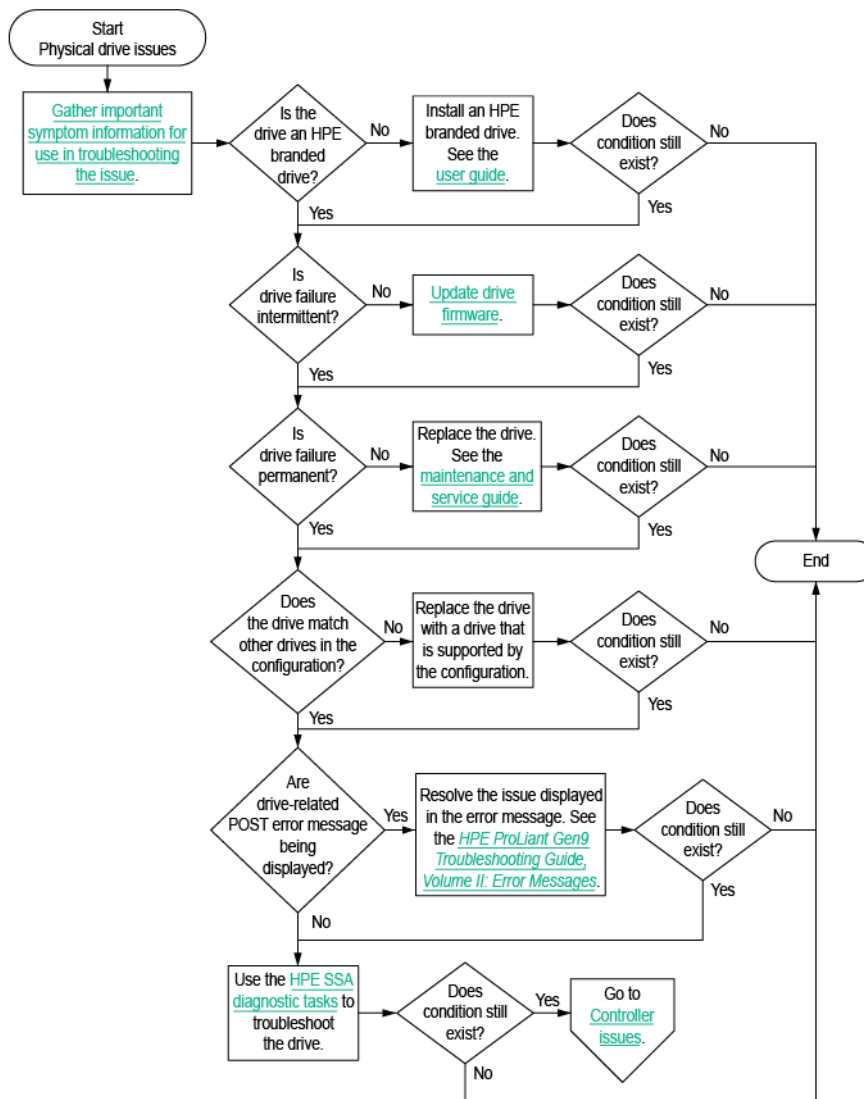 Start
Physical drive issues
Gather important
symptom information for
use in troubleshooting
the issue.
Is the
drive an HPE
branded
drive?
No
Install an HPE
branded drive.
See the
user guide.
Does
condition still
exist?
No
Yes
Yes
Is
drive failure
intermittent?
No
Update drive
firmware.
Does
condition still
exist?
No
Yes
Yes
Is
drive failure
permanent?
No
Replace the drive.
See the
maintenance and
service guide.
Does
condition still
exist?
No
Yes
Yes
End
Does
the drive match
other drives in the
configuration?
No
Replace the drive
with a drive that
is supported by
the configuration.
Does
condition still
exist?
No
Yes
Yes
Are
drive-related
POST error message
being
displayed?
Yes
Resolve the issue displayed
in the error message. See
the HPE ProLiant Gen9
Troubleshooting Guide,
Volume II: Error Messages.
Does
condition still
exist?
No
Yes
No
Use the HPE SSA
diagnostic tasks to
troubleshoot
the drive.
Does
condition still
exist?
Yes
Go to
Controller
issues.
No